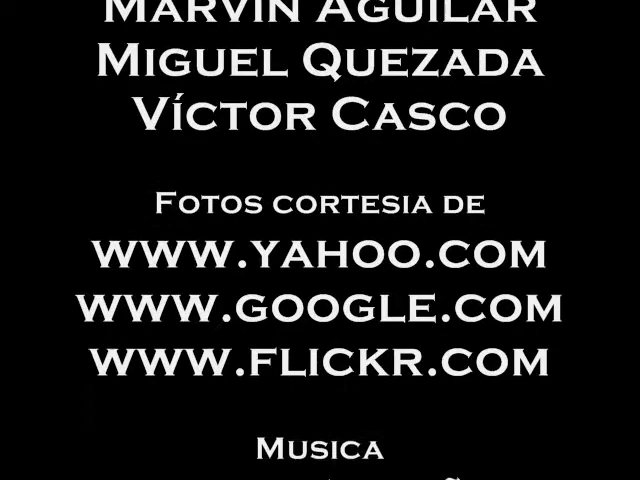 MARVIN AGUILAR
MIGUEL QUEZADA
VÍCTOR CASCO
FOTOS CORTESIA DE
WWW.YAHOO.COM
WWW.GOOGLE.COM
WWW.FLICKR.COM
MUSICA